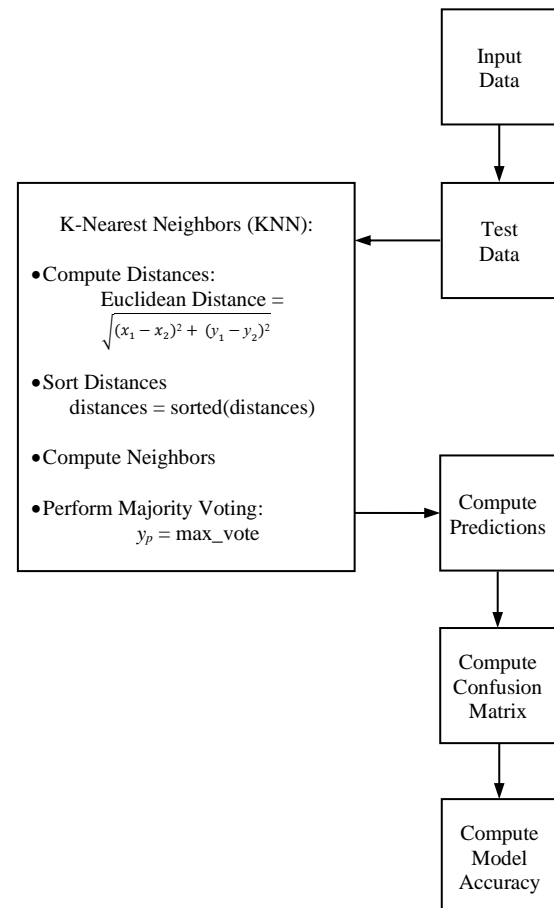 Input
Data
Test
Data
K-Nearest Neighbors (KNN):
•Compute Distances:
Euclidean Distance =
√(x₁ − x₂)² + (y₁ − y₂)²
•Sort Distances
distances = sorted(distances)
•Compute Neighbors
•Perform Majority Voting:
yₚ = max_vote
Compute
Predictions
Compute
Confusion
Matrix
Compute
Model
Accuracy